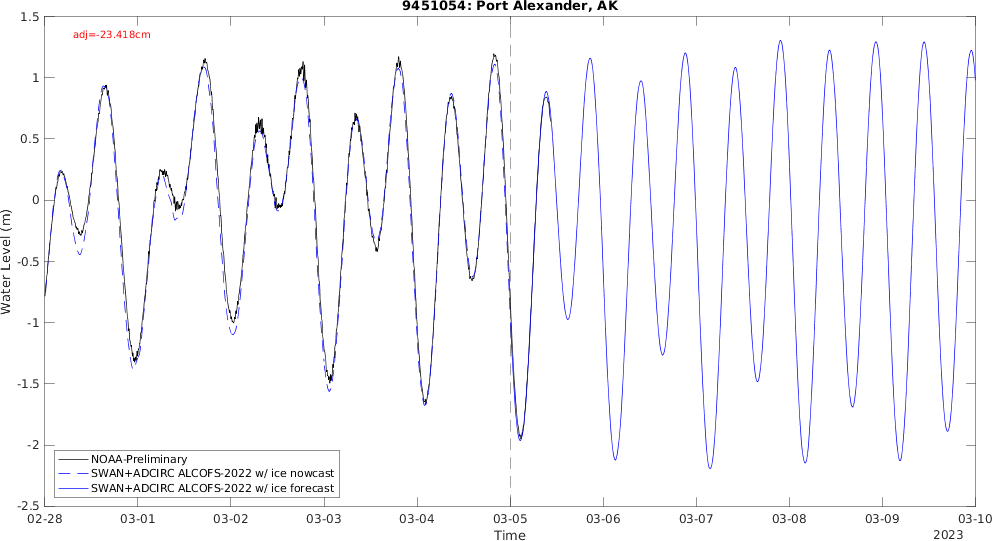 9451054: Port Alexander, AK
adj=-23.418cm
1.5
1
0.5
0
-0.5
-1
-1.5
-2
-2.5
Water Level (m)
NOAA-Preliminary
SWAN+ADCIRC ALCOFS-2022 w/ ice nowcast
SWAN+ADCIRC ALCOFS-2022 w/ ice forecast
02-28 03-01 03-02 03-03 03-04 03-05 03-06 03-07 03-08 03-09 03-10
Time
2023